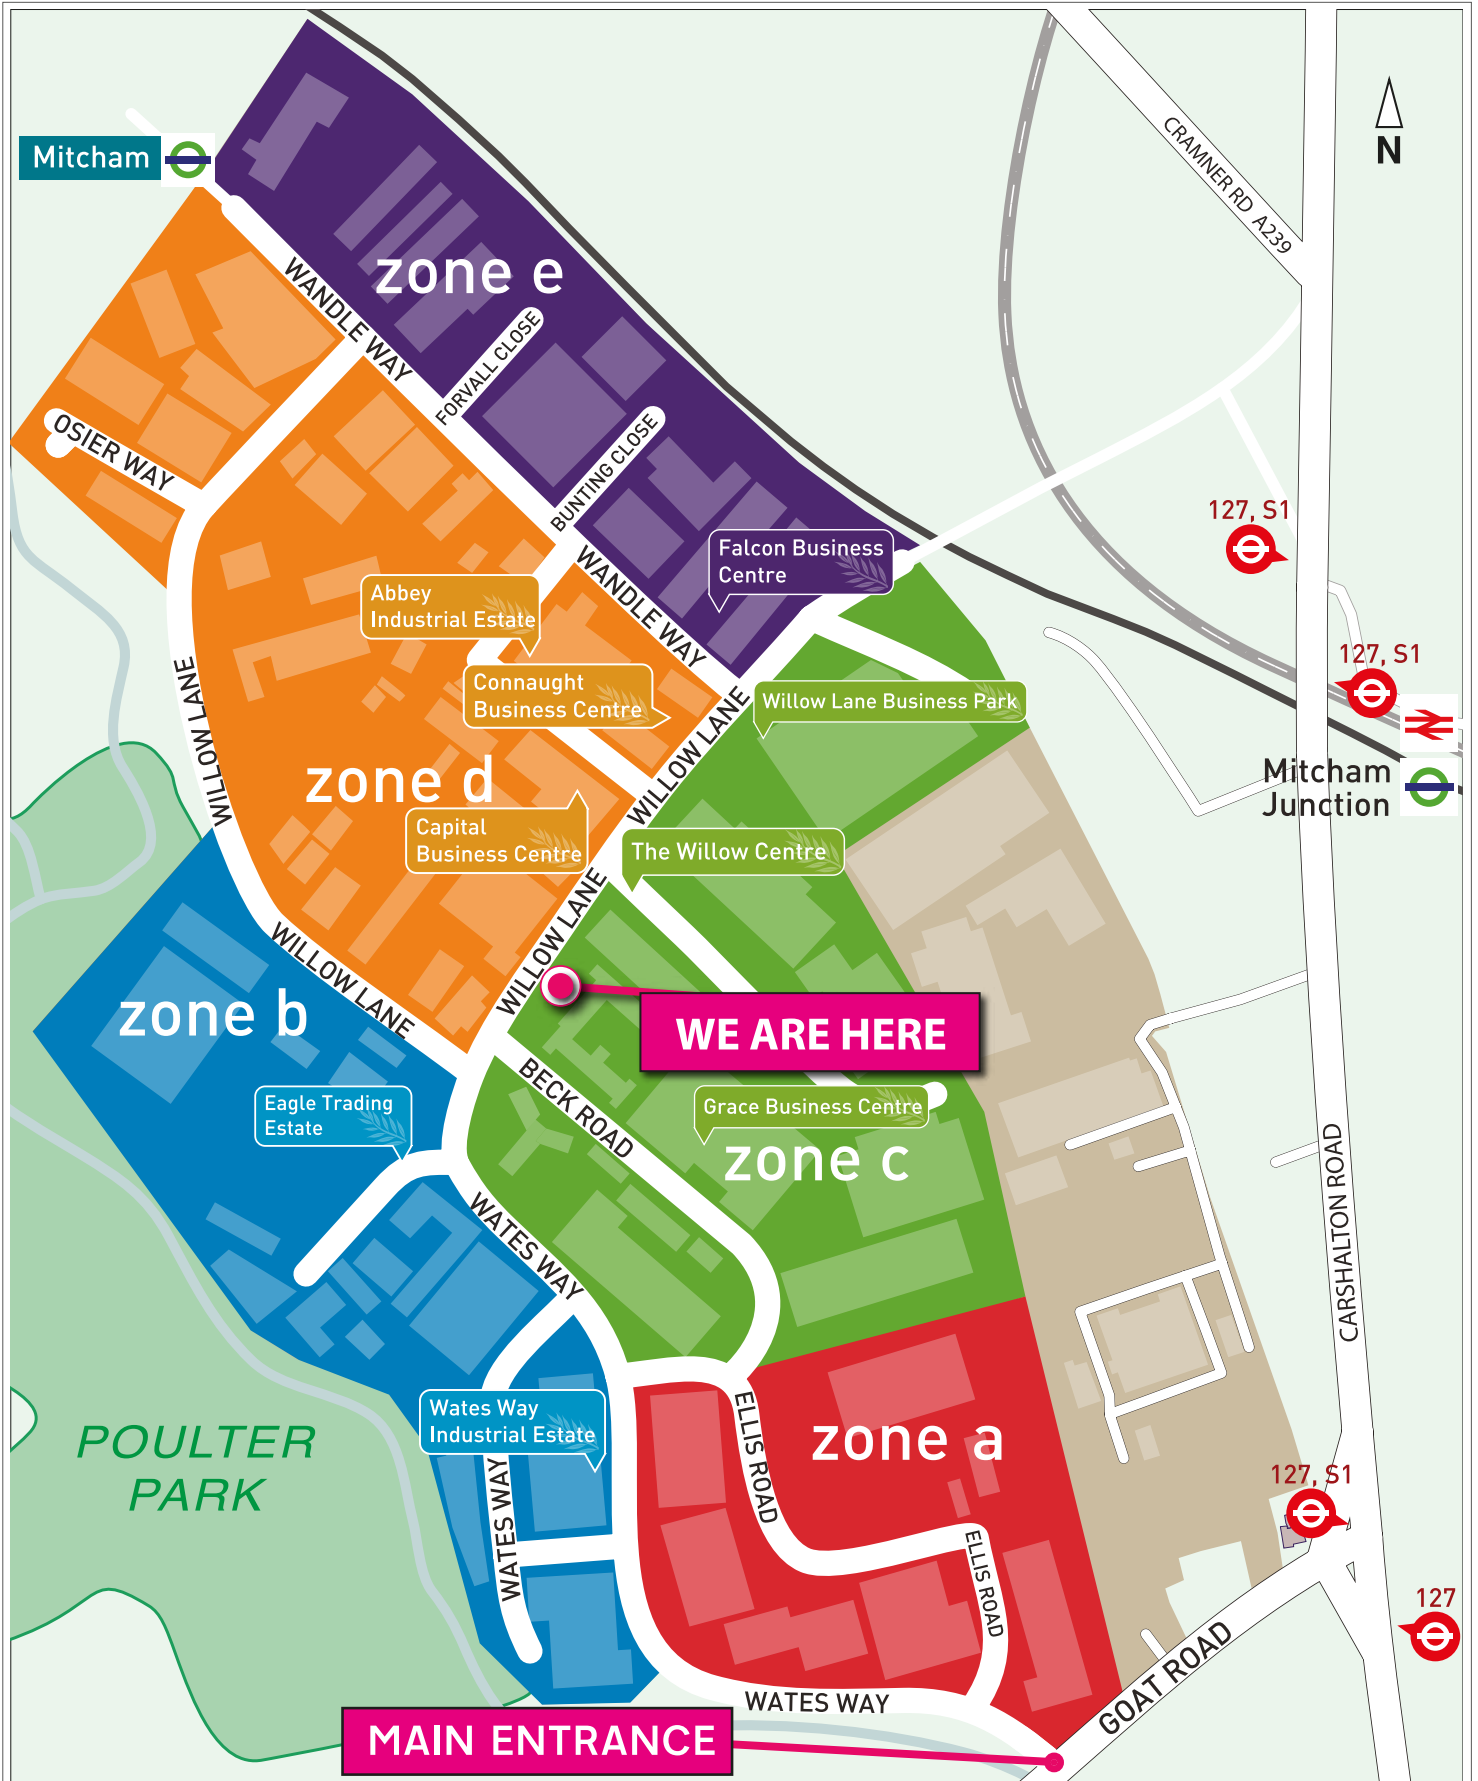 CRAMNER RD A239
N
Mitcham
zone e
WANDLE WAY
FORVALL CLOSE
OSIER WAY
BUNTING CLOSE
127, S1
Falcon Business
Centre
WANDLE WAY
Abbey
Industrial Estate
127, S1
WILLOW LANE
Connaught
Business Centre
Willow Lane Business Park
WILLOW LANE
zone d
Mitcham
Junction
Capital
Business Centre
The Willow Centre
WILLOW LANE
WILLOW LANE
zone b
WE ARE HERE
BECK ROAD
Eagle Trading
Estate
Grace Business Centre
zone c
CARSHALTON ROAD
WATES WAY
Wates Way
Industrial Estate
ELLIS ROAD
zone a
POULTER
PARK
127, S1
WATES WAY
ELLIS ROAD
127
GOAT ROAD
WATES WAY
MAIN ENTRANCE